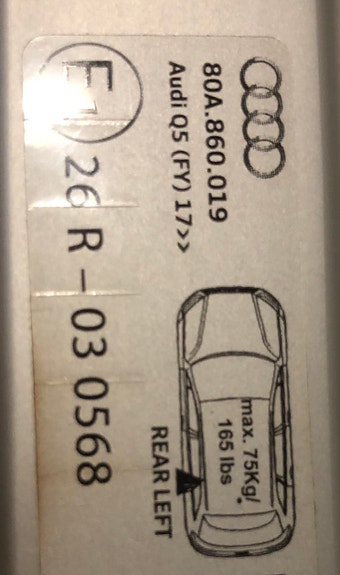 80A.860.019
Audi Q5 (FY) 17>>
E1
26 R - 03 0568
max. 75Kg/
165 lbs
REAR LEFT